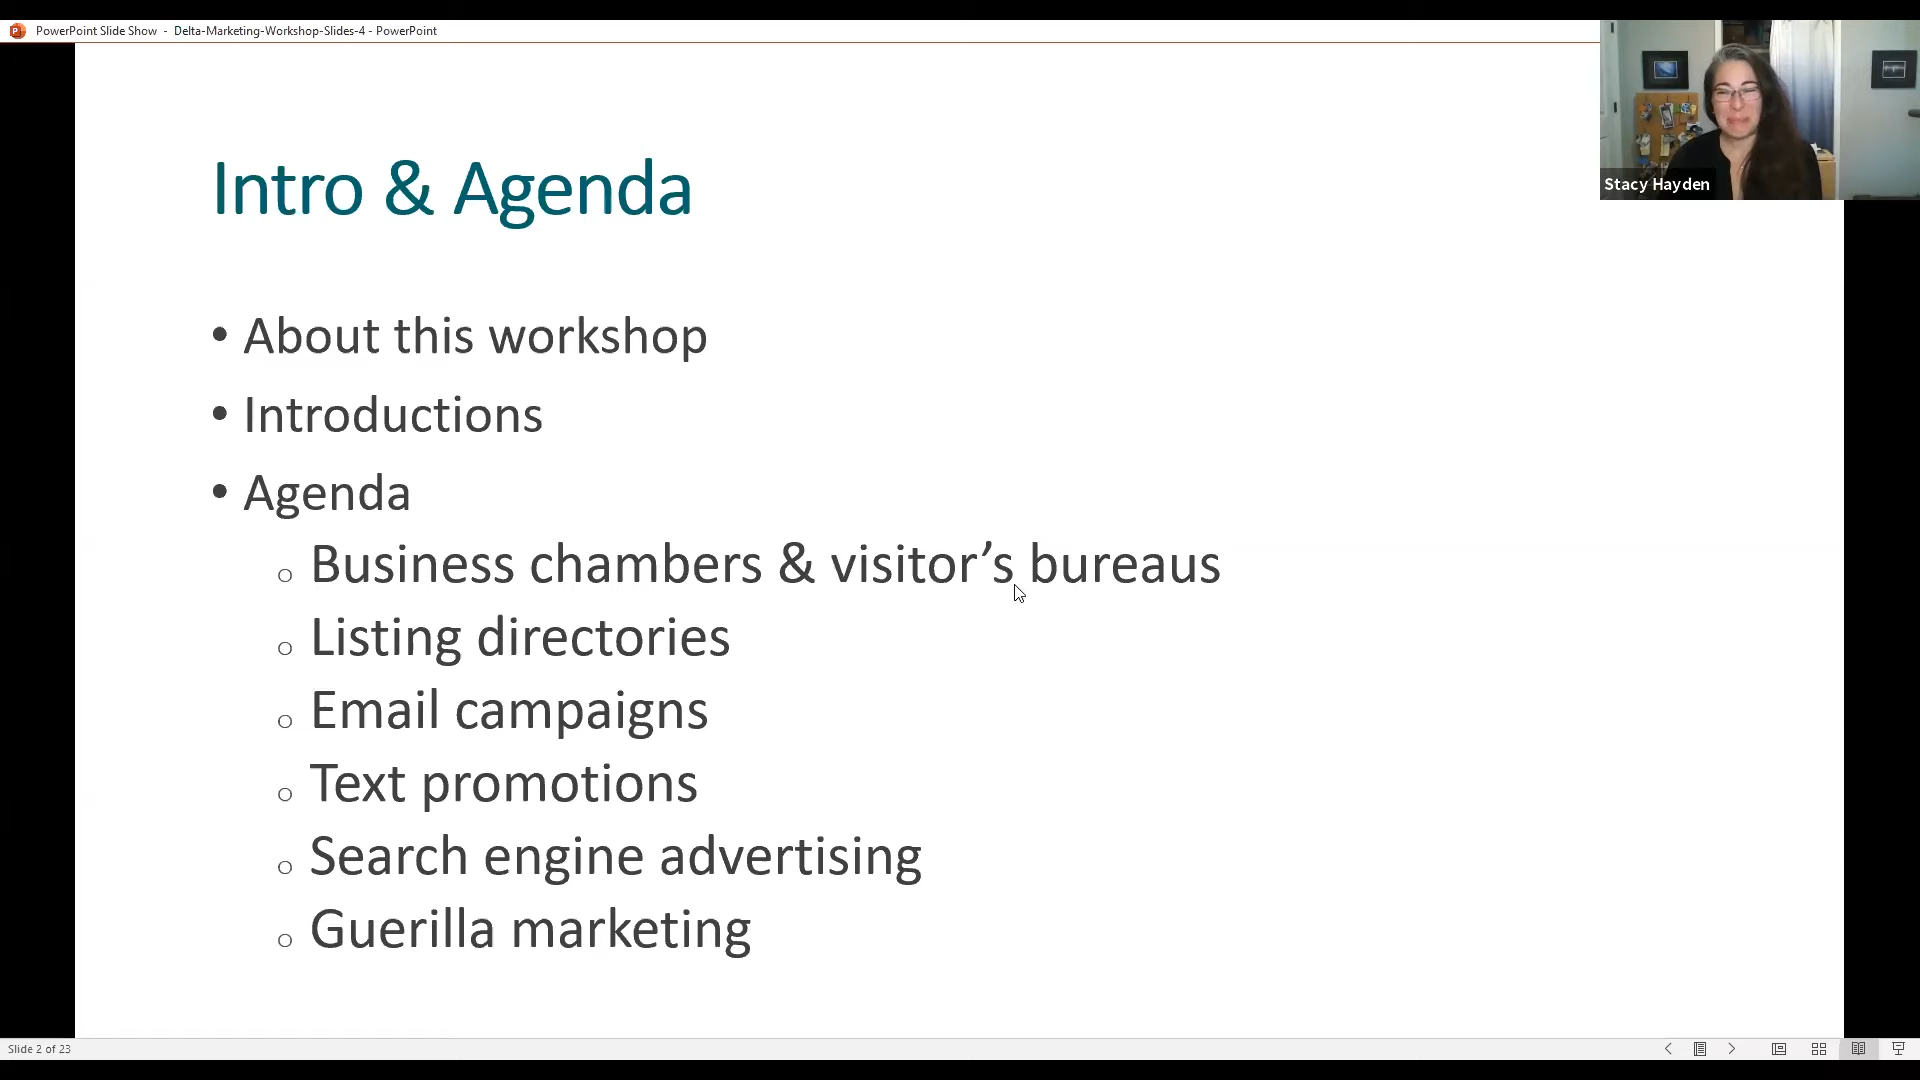 PowerPoint Slide Show - Delta-Marketing-Workshop-Slides-4 - PowerPoint
Stacy Hayden
Intro & Agenda
• About this workshop
• Introductions
• Agenda
o Business chambers & visitor’s bureaus
o Listing directories
o Email campaigns
o Text promotions
o Search engine advertising
o Guerilla marketing
Slide 2 of 23